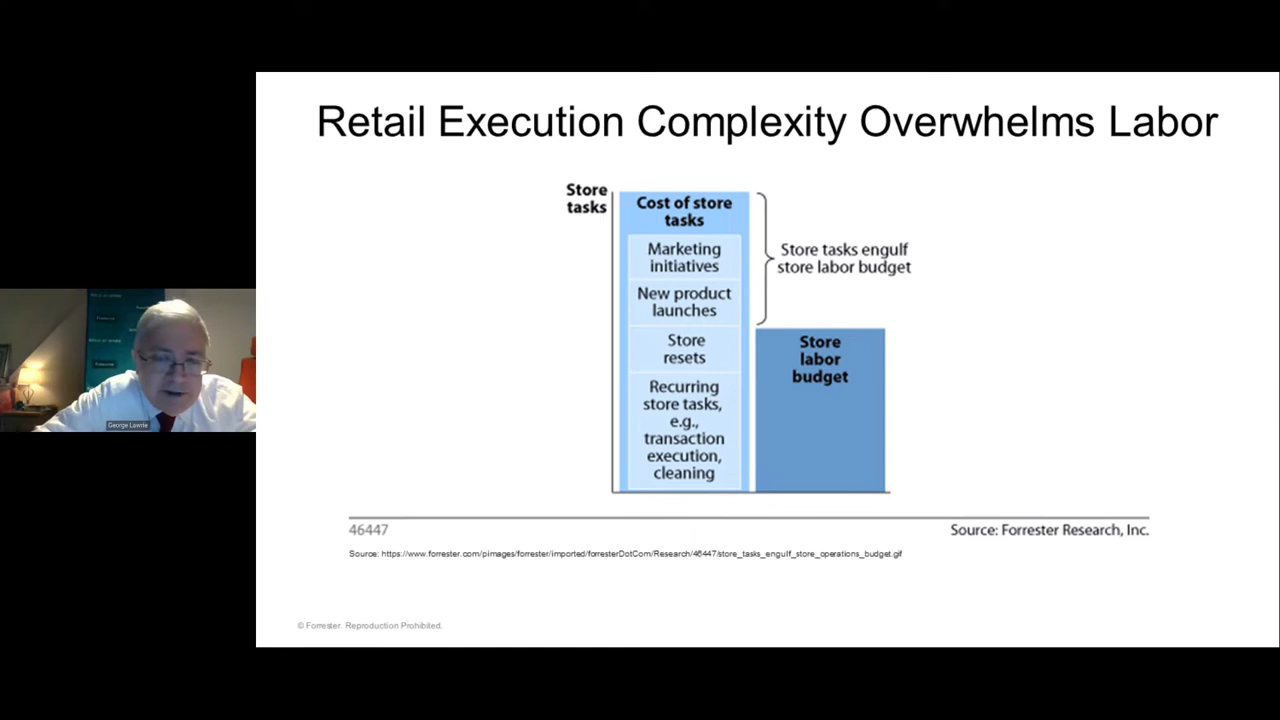 Retail Execution Complexity Overwhelms Labor
Store
tasks
Cost of store
tasks
Marketing
initiatives
New product
launches
Store
resets
Recurring
store tasks,
e.g.,
transaction
execution,
cleaning
Store tasks engulf
store labor budget
Store
labor
budget
46447
Source: Forrester Research, Inc.
Source: https://www.forrester.com/pimages/forrester/imported/forresterDotCom/Research/46447/store_tasks_engulf_store_operations_budget.gif
© Forrester. Reproduction Prohibited.
George Lawrie